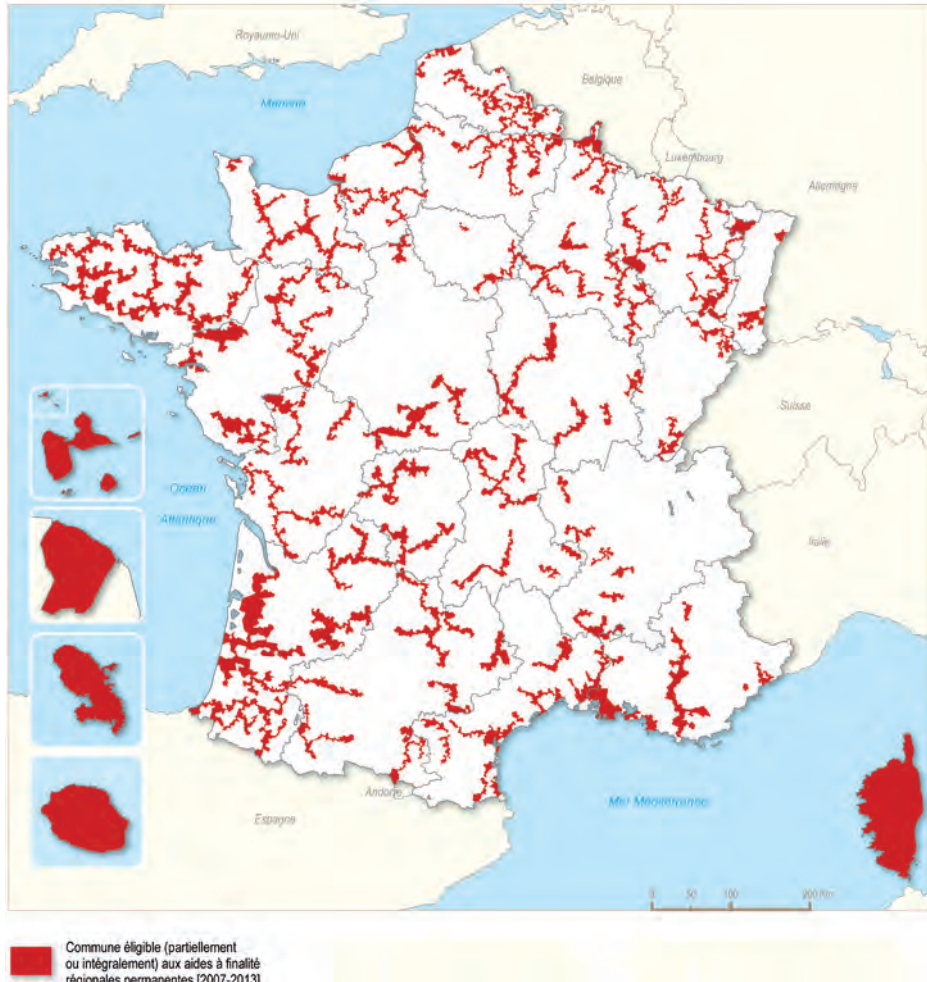 Royaume-Uni
Belgique
Manche
Luxembourg
Allemagne
Suisse
Océan
Atlantique
Italie
Andorre
Mer Méditerranée
Espagne
0 50 100 200 Km
Commune éligible (partiellement
ou intégralement) aux aides à finalité
régionales permanentes [2007-2013]